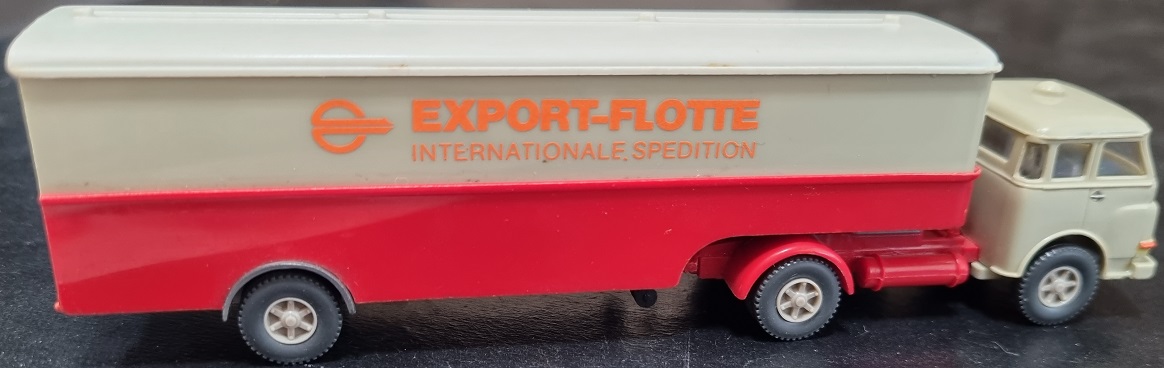 EXPORT-FLOTTE
INTERNATIONALE SPEDITION